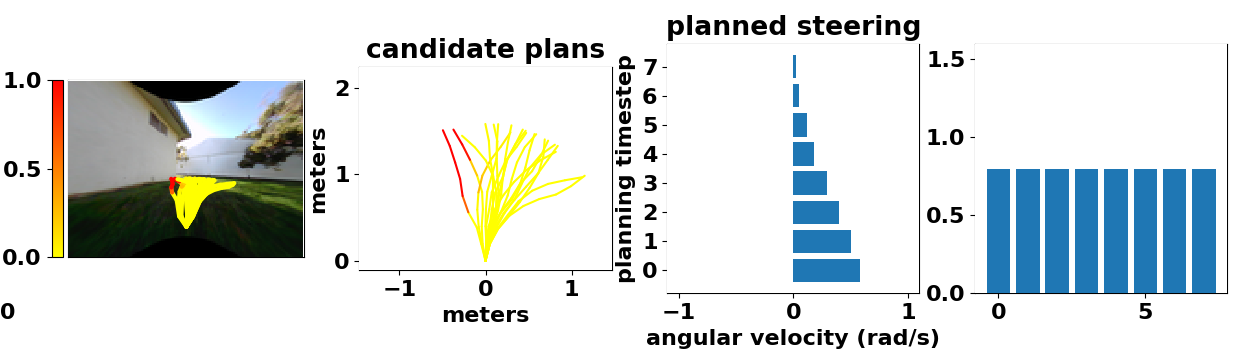 1.0
0.5
0.0
0
candidate plans
meters
2
1
0
−1 0 1
meters
planned steering
planning timestep
7
6
5
4
3
2
1
0
−1 0 1
angular velocity (rad/s)
1.5
1.0
0.5
0.0
0 5